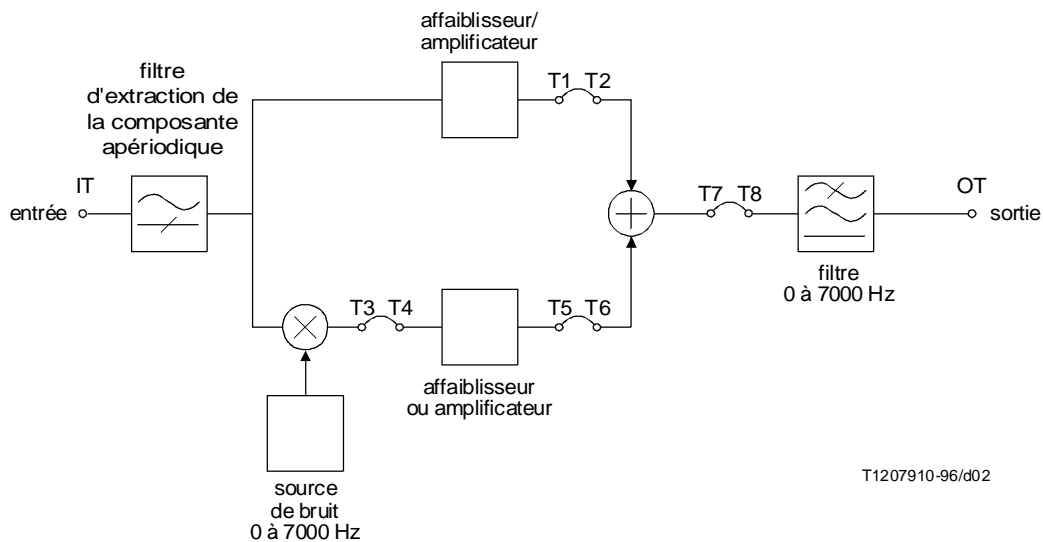 affaiblisseur/
amplificateur
filtre
d'extraction de
la composante
apériodique
T1 T2
IT
entrée
T7 T8
OT
sortie
filtre
0 à 7000 Hz
T3 T4
T5 T6
affaiblisseur
ou amplificateur
source
de bruit
0 à 7000 Hz
T1207910-96/d02